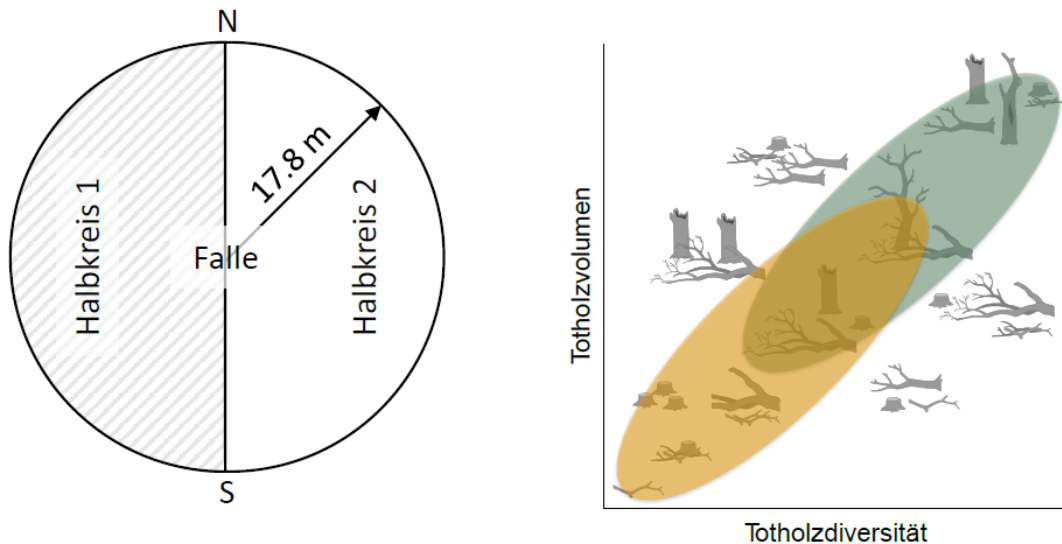 N
17.8 m
Halbkreis 1
Falle
Halbkreis 2
S
Totholzvolumen
Totholzdiversität